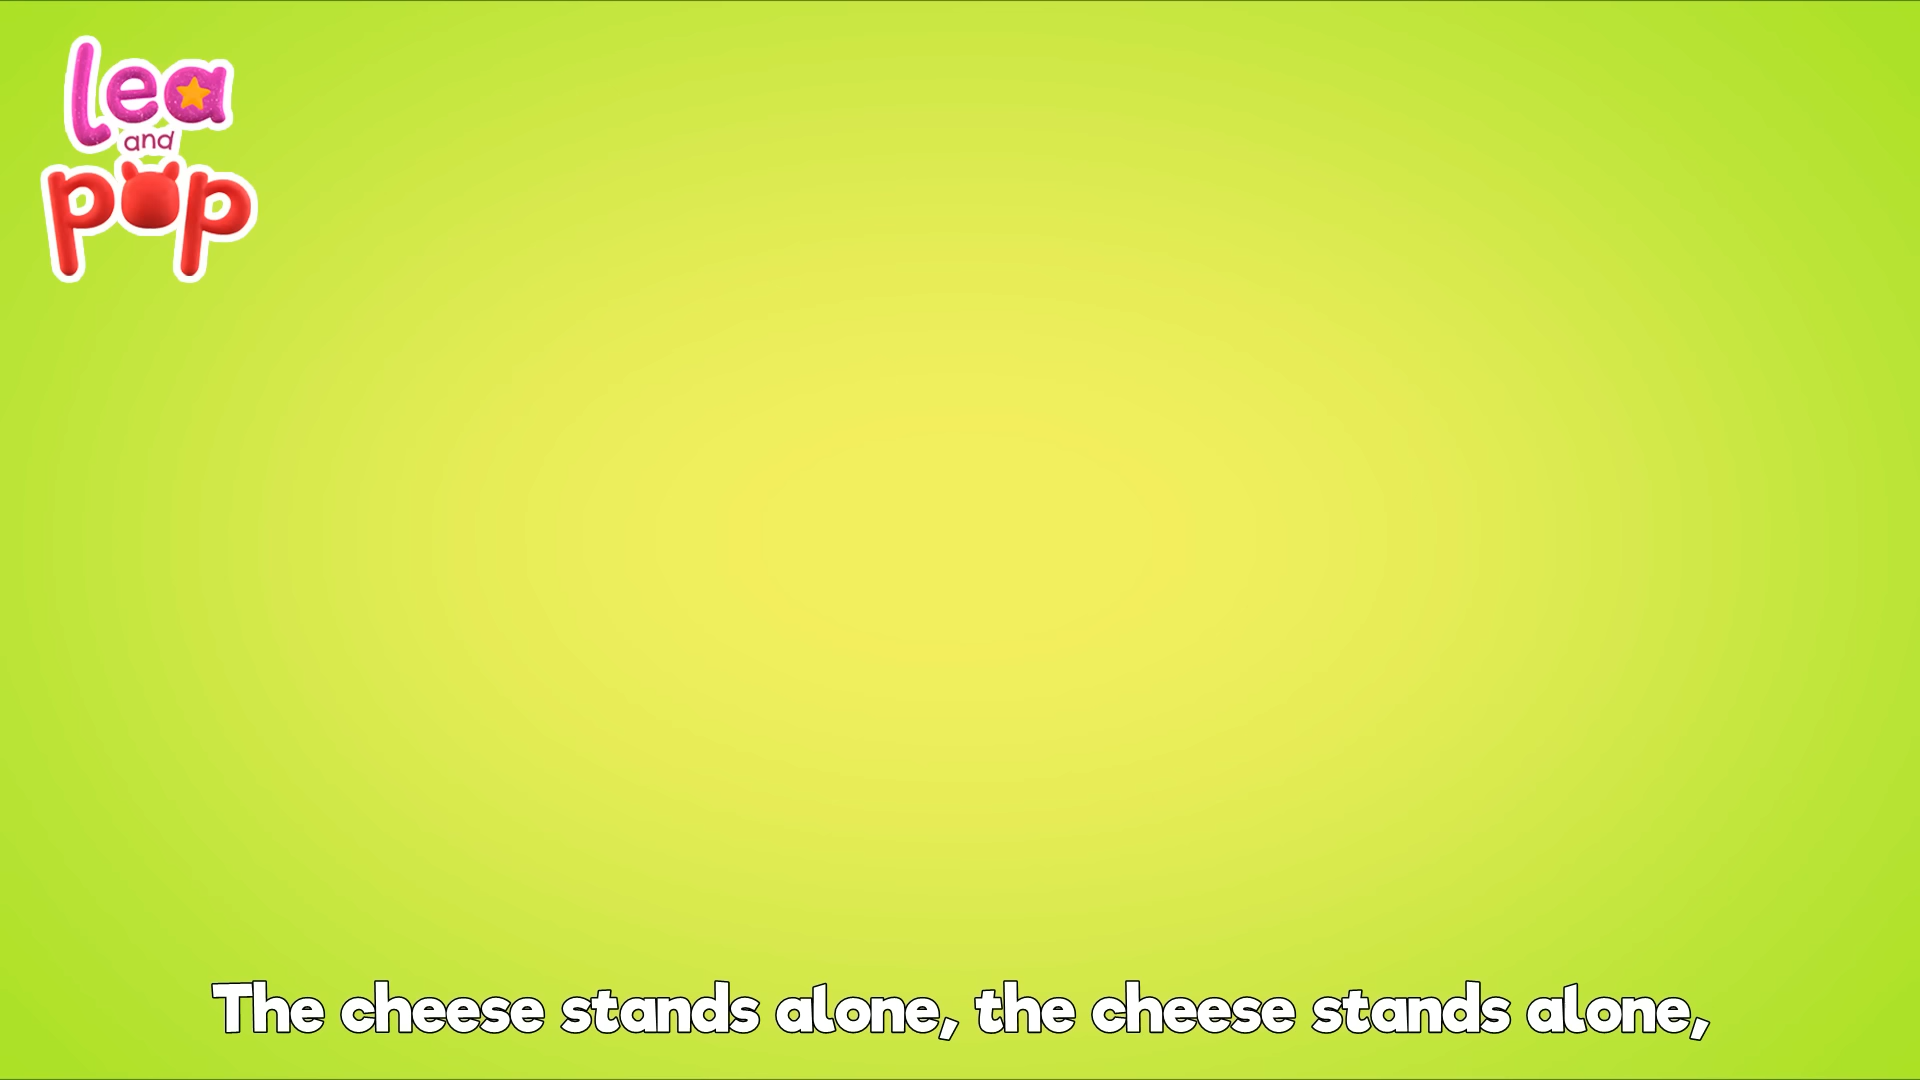 lea
and
pop
The cheese stands alone, the cheese stands alone,